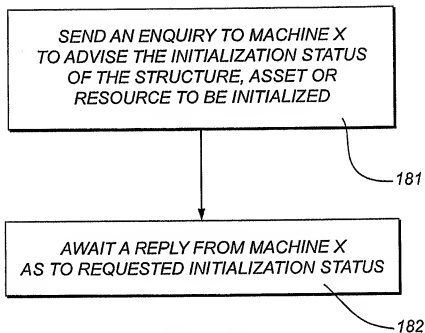 SEND AN ENQUIRY TO MACHINE X
TO ADVISE THE INITIALIZATION STATUS
OF THE STRUCTURE, ASSET OR
RESOURCE TO BE INITIALIZED
181
AWAIT A REPLY FROM MACHINE X
AS TO REQUESTED INITIALIZATION STATUS
182